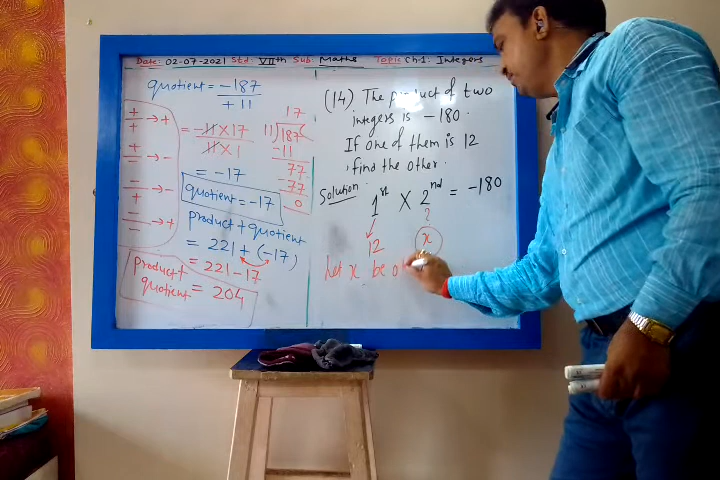 Date: 02-07-2021 Std: VIIth Sub: Maths Topic: Ch-1: Integers
quotient = -187
+ 11
+
+ → +
+
- → -
-
+ → -
-
- → +
= -11 × 17
11 × 1
17
11 187
-11
77
-77
0
= -17
quotient = -17
product + quotient
= 221 + (-17)
= 221 - 17
product +
quotient = 204
(14) The product of two
integers is -180.
If one of them is 12
, find the other.
Solution
1st × 2nd = -180
?
12 x
Let x be